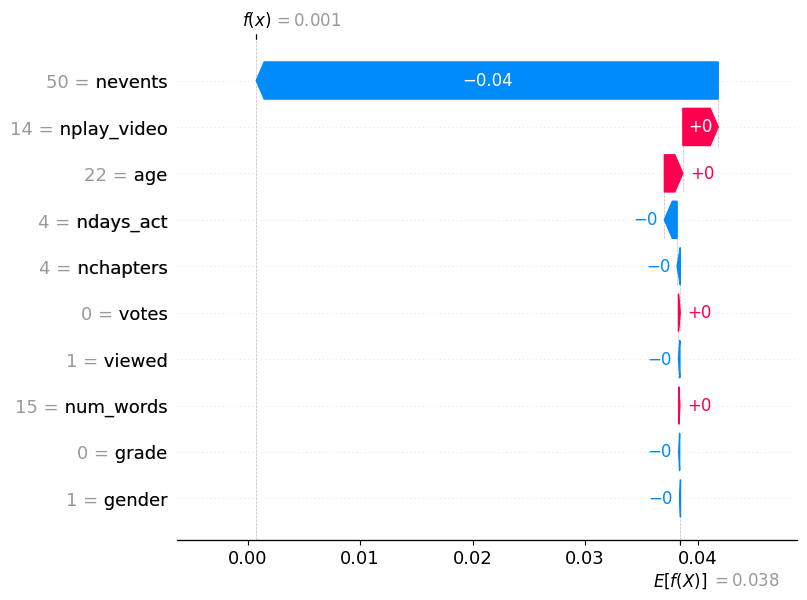 f(x) = 0.001
50 = nevents
−0.04
14 = nplay_video
+0
22 = age
+0
4 = ndays_act
−0
4 = nchapters
−0
0 = votes
+0
1 = viewed
−0
15 = num_words
+0
0 = grade
−0
1 = gender
−0
0.00 0.01 0.02 0.03 0.04
E[f(X)] = 0.038